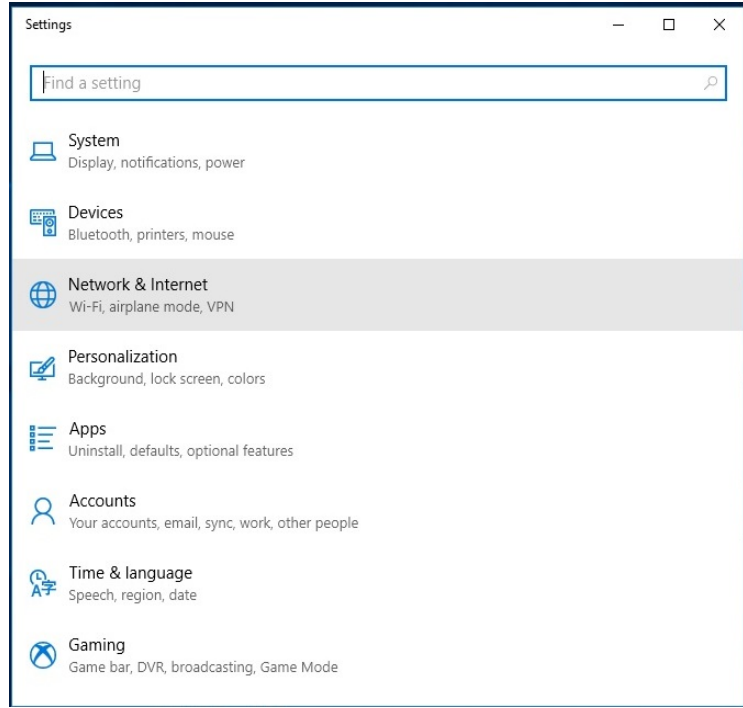 Settings
Find a setting
System
Display, notifications, power
Devices
Bluetooth, printers, mouse
Network & Internet
Wi-Fi, airplane mode, VPN
Personalization
Background, lock screen, colors
Apps
Uninstall, defaults, optional features
Accounts
Your accounts, email, sync, work, other people
Time & language
Speech, region, date
Gaming
Game bar, DVR, broadcasting, Game Mode